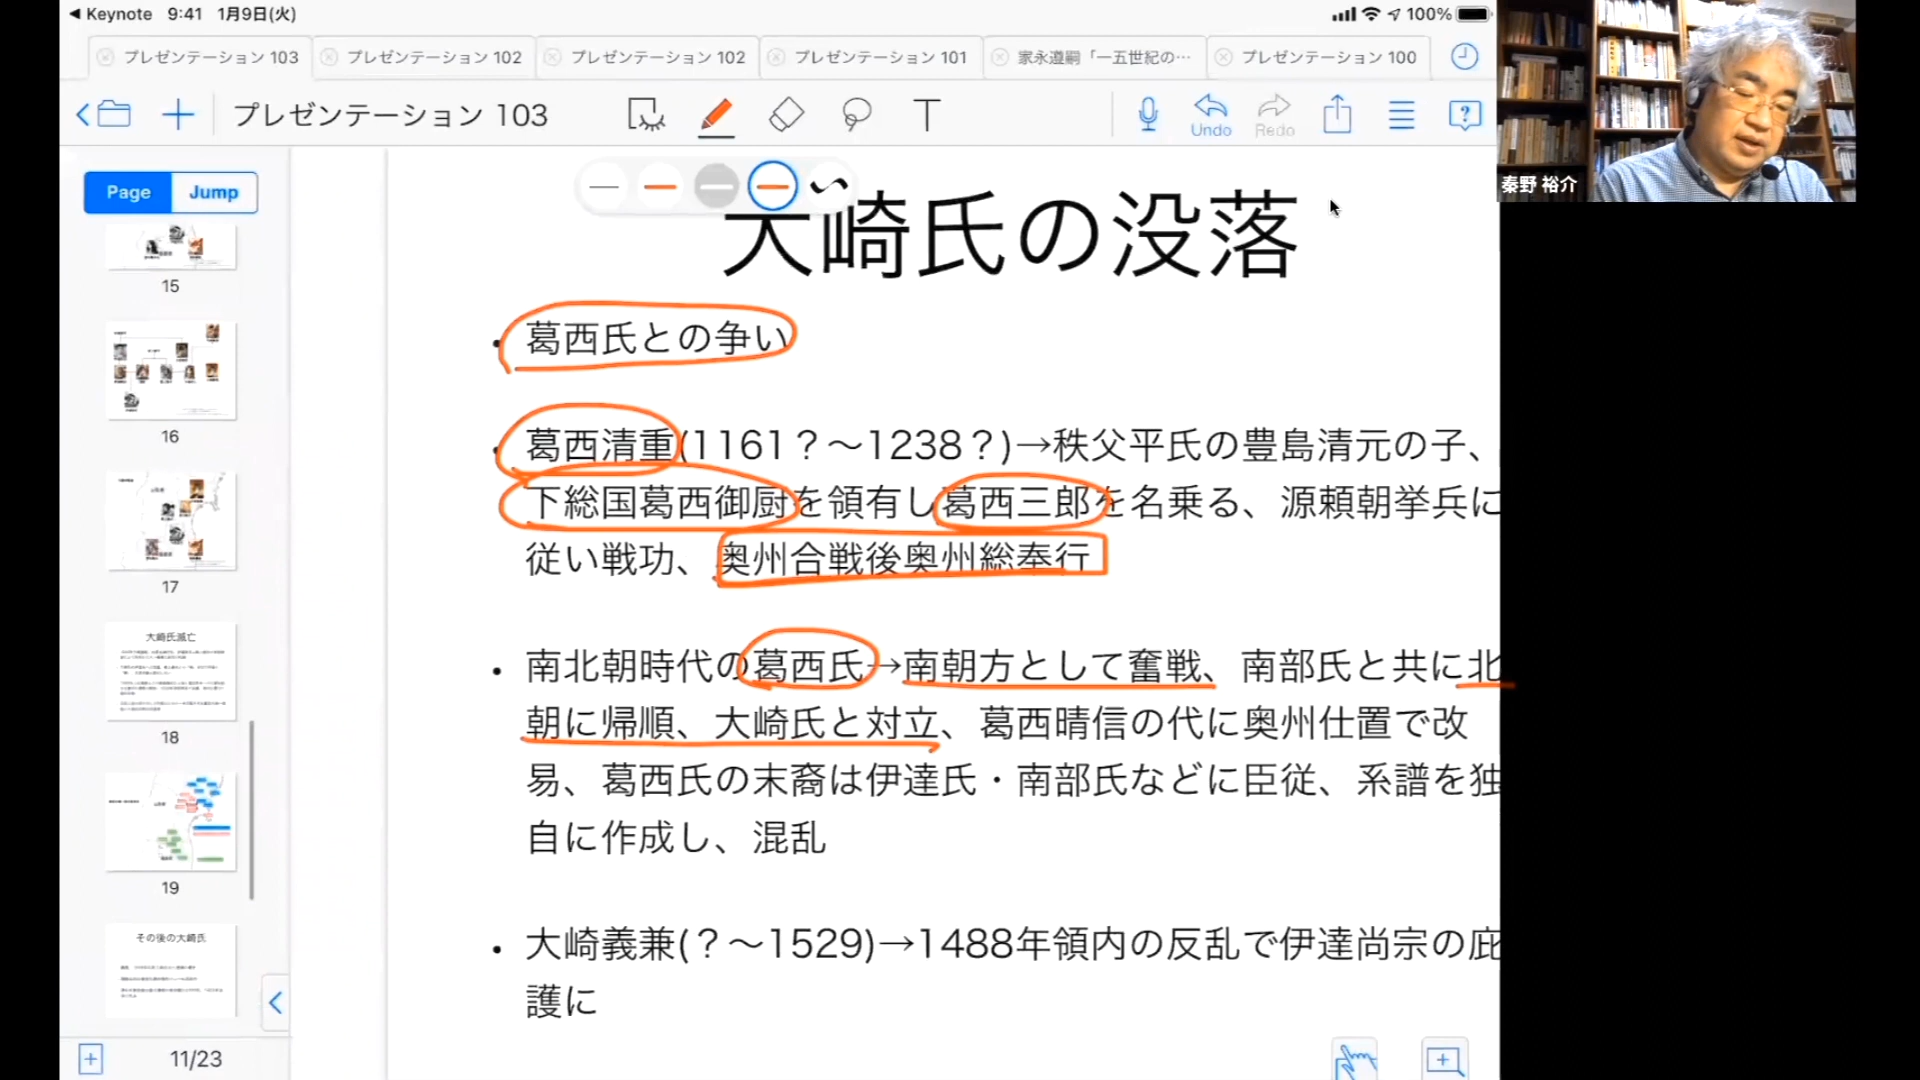 ◀ Keynote 9:41 1月9日(火)
100%
プレゼンテーション 103
プレゼンテーション 102
プレゼンテーション 102
プレゼンテーション 101
家永遵嗣「一五世紀の…
プレゼンテーション 100
プレゼンテーション 103
T
Undo
Redo
秦野 裕介
Page
Jump
15
16
17
大崎氏滅亡
18
19
その後の大崎氏
11/23
大崎氏の没落
• 葛西氏との争い
• 葛西清重(1161？〜1238？)→秩父平氏の豊島清元の子、
下総国葛西御厨を領有し葛西三郎を名乗る、源頼朝挙兵に
従い戦功、奥州合戦後奥州総奉行
• 南北朝時代の葛西氏→南朝方として奮戦、南部氏と共に北
朝に帰順、大崎氏と対立、葛西晴信の代に奥州仕置で改
易、葛西氏の末裔は伊達氏・南部氏などに臣従、系譜を独
自に作成し、混乱
• 大崎義兼(？〜1529)→1488年領内の反乱で伊達尚宗の庇
護に